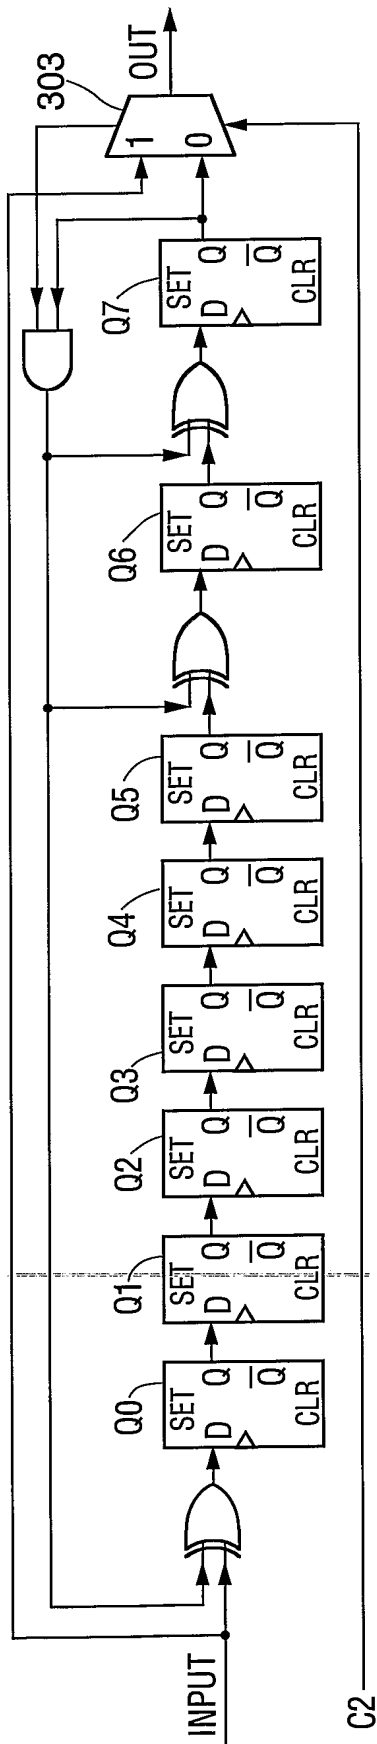 INPUT
C2
Q0
SET
D Q
Q̅
CLR
Q1
SET
D Q
Q̅
CLR
Q2
SET
D Q
Q̅
CLR
Q3
SET
D Q
Q̅
CLR
Q4
SET
D Q
Q̅
CLR
Q5
SET
D Q
Q̅
CLR
Q6
SET
D Q
Q̅
CLR
Q7
SET
D Q
Q̅
CLR
303
1
0
OUT